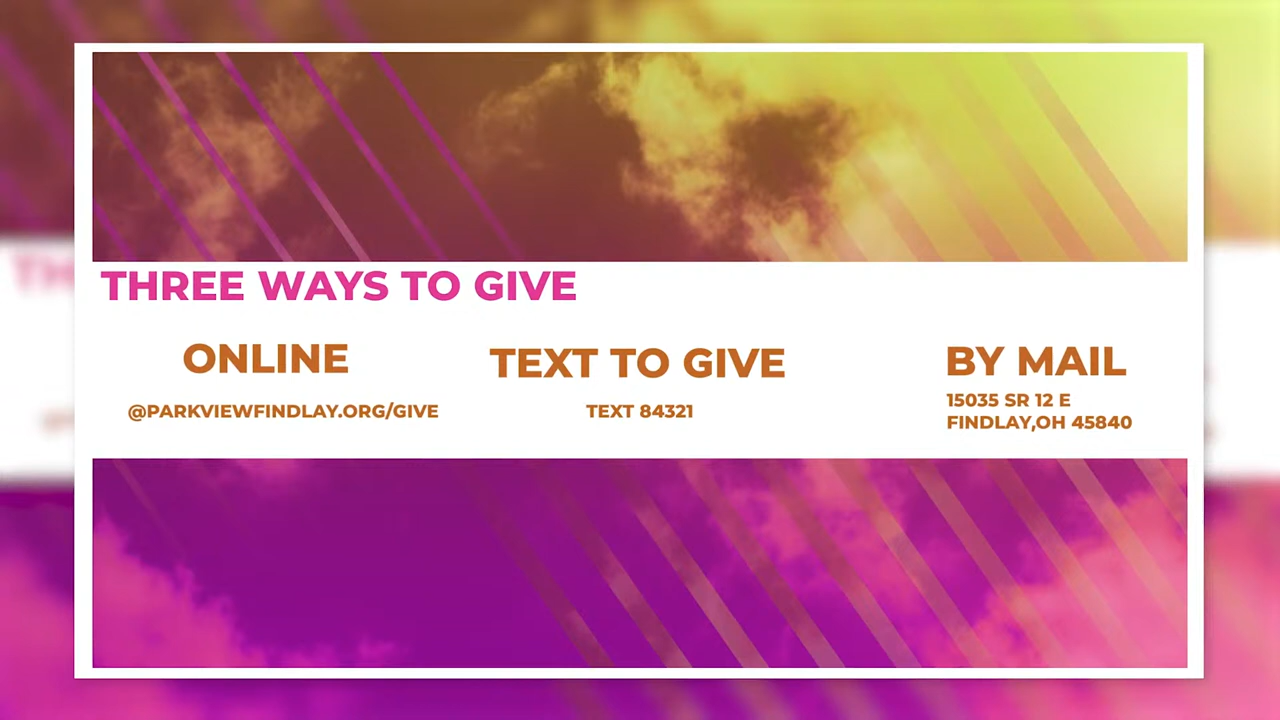 THREE WAYS TO GIVE
ONLINE
@PARKVIEWFINDLAY.ORG/GIVE
TEXT TO GIVE
TEXT 84321
BY MAIL
15035 SR 12 E
FINDLAY,OH 45840